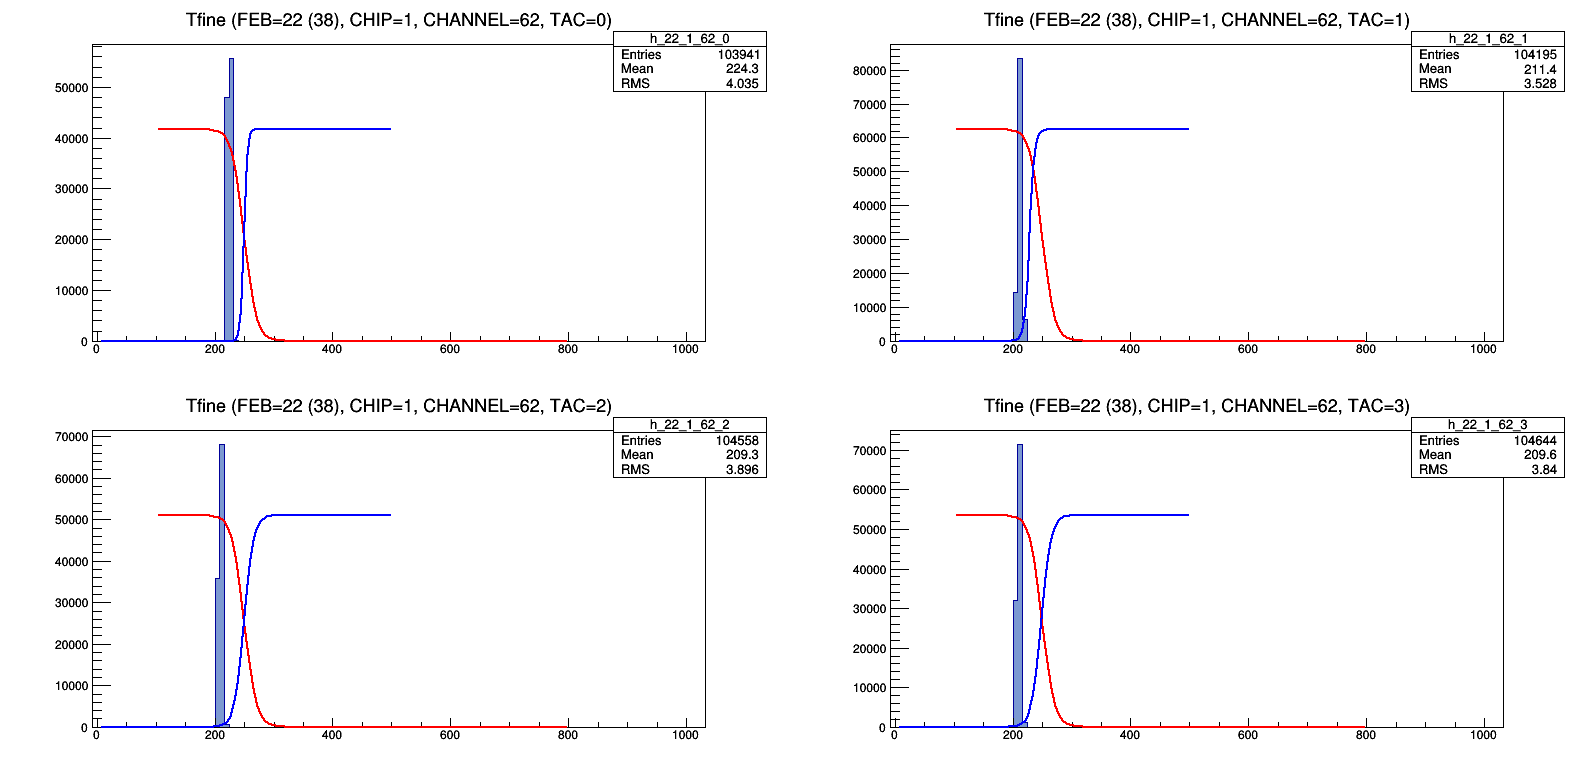 Tfine (FEB=22 (38), CHIP=1, CHANNEL=62, TAC=0)
h_22_1_62_0
Entries 103941
Mean 224.3
RMS 4.035
50000
40000
30000
20000
10000
0
0 200 400 600 800 1000
Tfine (FEB=22 (38), CHIP=1, CHANNEL=62, TAC=1)
h_22_1_62_1
Entries 104195
Mean 211.4
RMS 3.528
80000
70000
60000
50000
40000
30000
20000
10000
0
0 200 400 600 800 1000
Tfine (FEB=22 (38), CHIP=1, CHANNEL=62, TAC=2)
h_22_1_62_2
Entries 104558
Mean 209.3
RMS 3.896
70000
60000
50000
40000
30000
20000
10000
0
0 200 400 600 800 1000
Tfine (FEB=22 (38), CHIP=1, CHANNEL=62, TAC=3)
h_22_1_62_3
Entries 104644
Mean 209.6
RMS 3.84
70000
60000
50000
40000
30000
20000
10000
0
0 200 400 600 800 1000